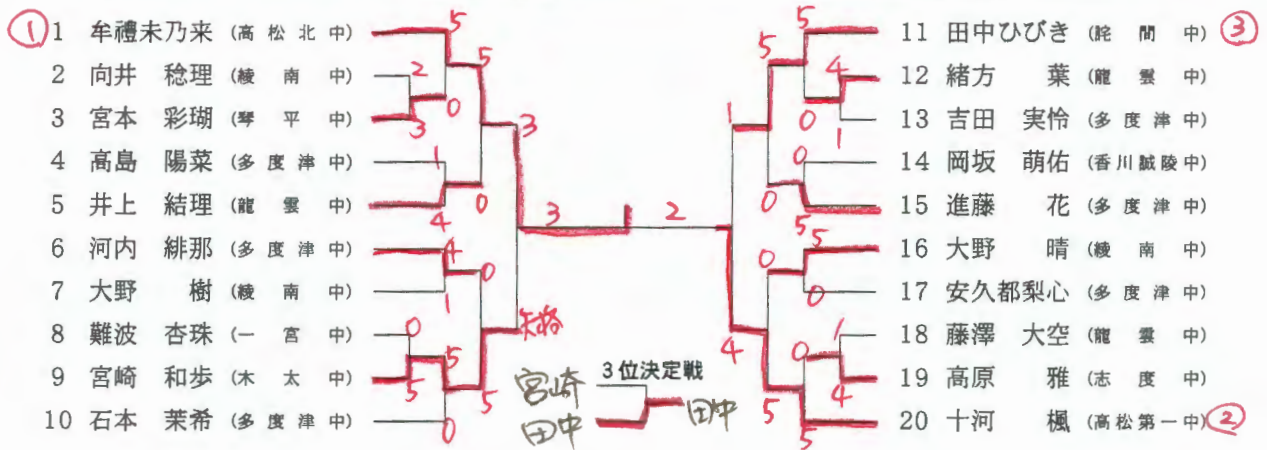 ① 1 牟禮未乃来 (高松北中) 5
5
2 向井 稔理 (綾南中) 2
0
3 宮本 彩瑚 (琴平中) 3
3
4 高島 陽菜 (多度津中) 1
0
5 井上 結理 (龍雲中) 4
3
6 河内 緋那 (多度津中) 4
0
7 大野 樹 (綾南中) 1
失格
8 難波 杏珠 (一宮中) 0
5
9 宮崎 和歩 (木太中) 5
5
10 石本 茉希 (多度津中) 0
5 11 田中ひびき (詫間中) ③
5
4 12 緒方 葉 (龍雲中)
0
1 13 吉田 実怜 (多度津中)
1
0 14 岡坂 萌佑 (香川誠陵中)
0
5 15 進藤 花 (多度津中)
2
5 16 大野 晴 (綾南中)
0
0 17 安久都梨心 (多度津中)
4
1 18 藤澤 大空 (龍雲中)
0
4 19 高原 雅 (志度中)
5
5 20 十河 楓 (高松第一中) ②
3位決定戦
宮崎
田中 田中